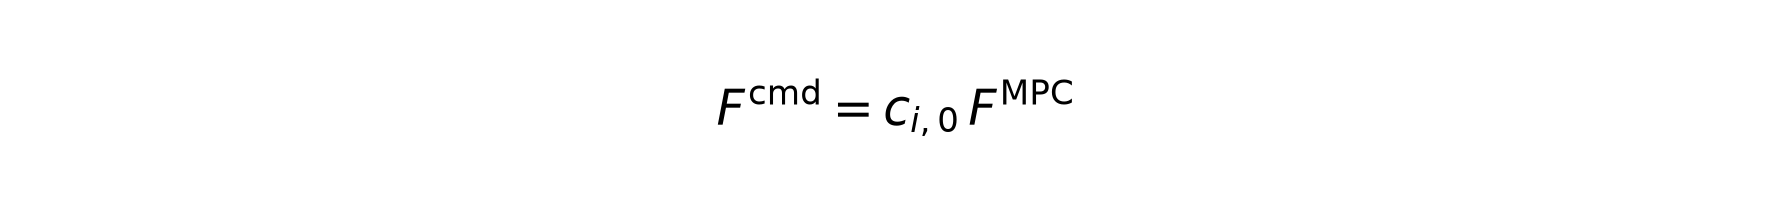 F^cmd = c_{i,0} F^MPC